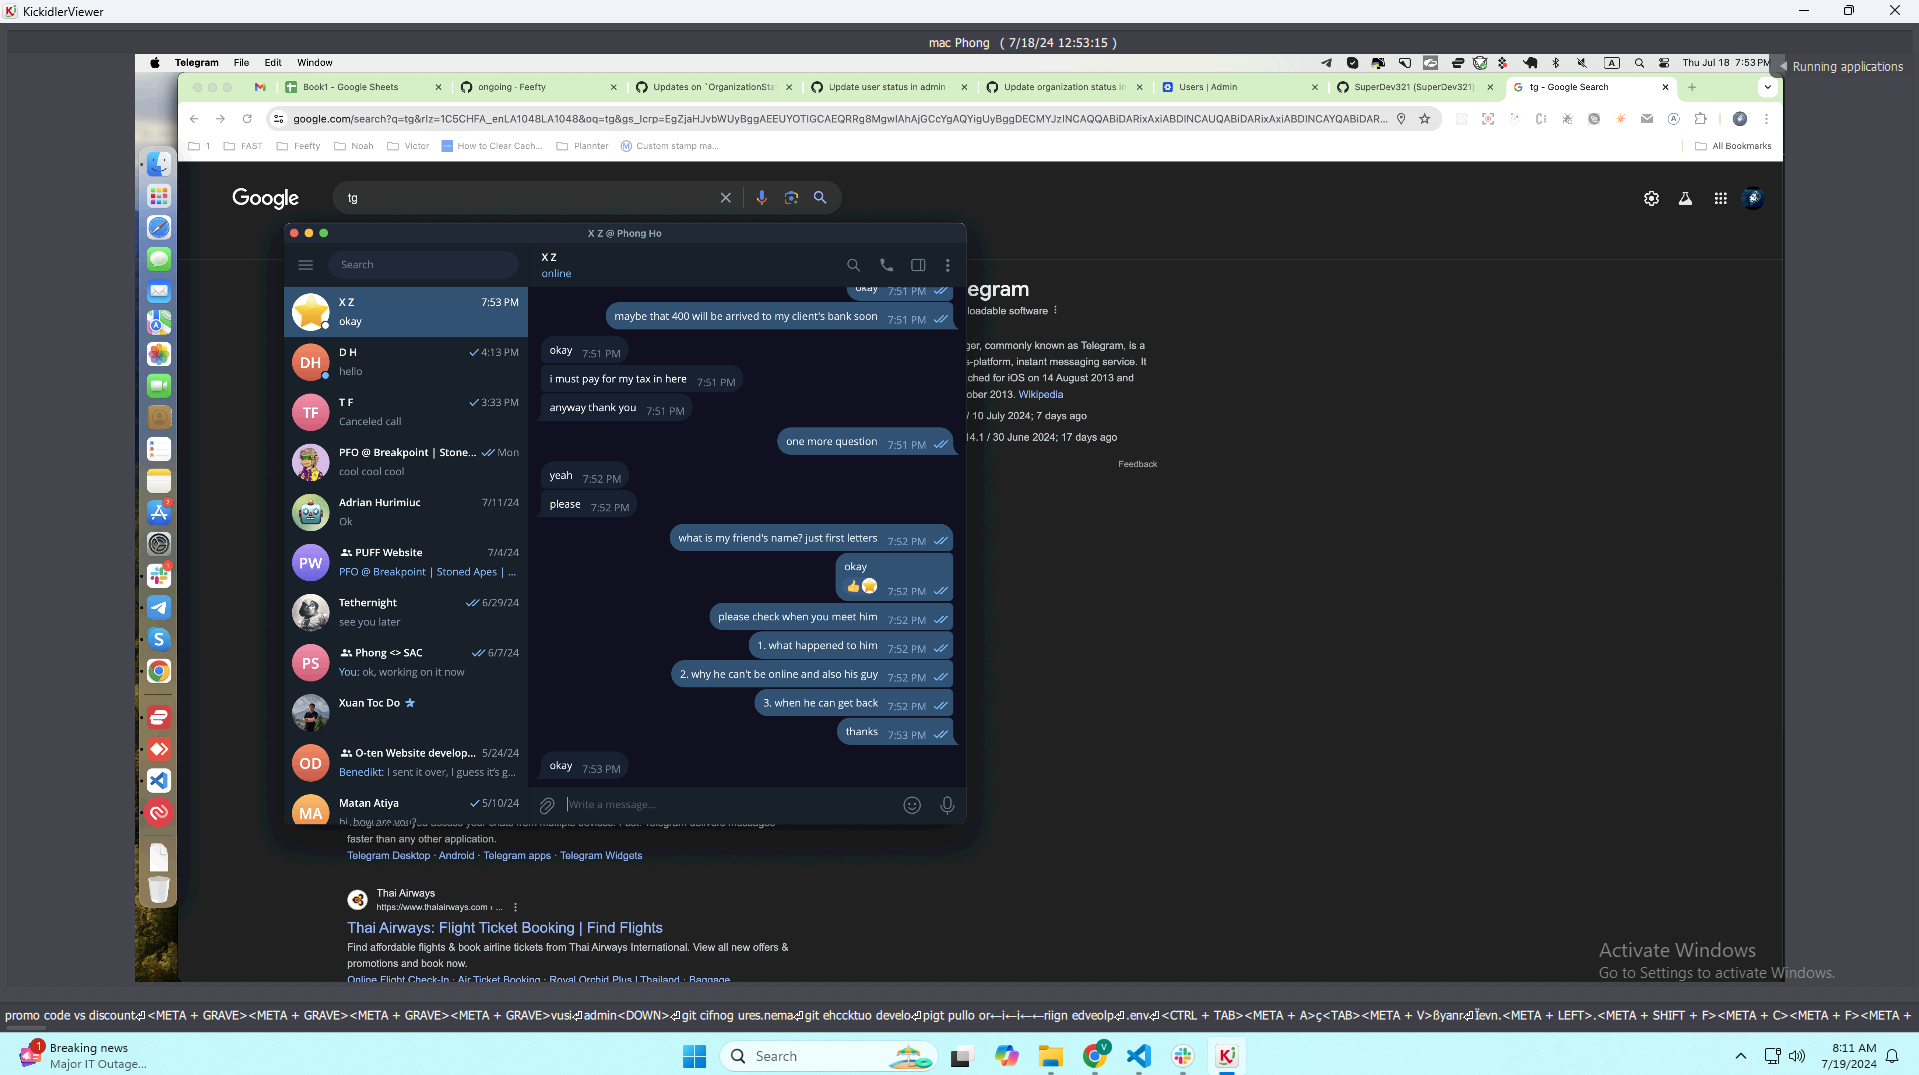 KickidlerViewer
mac Phong ( 7/18/24 12:53:15 )
Telegram File Edit Window
Thu Jul 18 7:53 PM
Running applications
Book1 - Google Sheets
ongoing · Feefty
Updates on `OrganizationSta
Update user status in admin
Update organization status in
Users | Admin
SuperDev321 (SuperDev321)
tg - Google Search
google.com/search?q=tg&rlz=1C5CHFA_enLA1048LA1048&oq=tg&gs_lcrp=EgZjaHJvbWUyBggAEEUYOTIGCAEQRRg8MgwIAhAjGCcYgAQYigUyBggDECMYJzINCAQQABiDARixAxiABDINCAUQABiDARixAxiABDINCAYQABiDAR...
1 FAST Feefty Noah Victor How to Clear Cach... Plannter Custom stamp ma...
All Bookmarks
Google
tg
X Z @ Phong Ho
Search
X Z
online
X Z 7:53 PM
okay
D H 4:13 PM
hello
T F 3:33 PM
Canceled call
PFO @ Breakpoint | Stone... Mon
cool cool cool
Adrian Hurimiuc 7/11/24
Ok
PUFF Website 7/4/24
PFO @ Breakpoint | Stoned Apes | ...
Tethernight 6/29/24
see you later
Phong <> SAC 6/7/24
You: ok, working on it now
Xuan Toc Do
O-ten Website develop... 5/24/24
Benedikt: I sent it over, I guess it's g...
Matan Atiya 5/10/24
hi , how are you?
DH
TF
PW
PS
OD
MA
okay 7:51 PM
maybe that 400 will be arrived to my client's bank soon 7:51 PM
okay 7:51 PM
i must pay for my tax in here 7:51 PM
anyway thank you 7:51 PM
one more question 7:51 PM
yeah 7:52 PM
please 7:52 PM
what is my friend's name? just first letters 7:52 PM
okay
7:52 PM
please check when you meet him 7:52 PM
1. what happened to him 7:52 PM
2. why he can't be online and also his guy 7:52 PM
3. when he can get back 7:52 PM
thanks 7:53 PM
okay 7:53 PM
Write a message...
egram
loadable software
ger, commonly known as Telegram, is a
s-platform, instant messaging service. It
ched for iOS on 14 August 2013 and
ober 2013. Wikipedia
/ 10 July 2024; 7 days ago
14.1 / 30 June 2024; 17 days ago
Feedback
faster than any other application.
Telegram Desktop · Android · Telegram apps · Telegram Widgets
Thai Airways
https://www.thaiairways.com › ...
Thai Airways: Flight Ticket Booking | Find Flights
Find affordable flights & book airline tickets from Thai Airways International. View all new offers &
promotions and book now.
Online Flight Check-In · Air Ticket Booking · Royal Orchid Plus | Thailand · Baggage
Activate Windows
Go to Settings to activate Windows.
promo code vs discount⏎<META + GRAVE><META + GRAVE><META + GRAVE><META + GRAVE>vusi⏎admin<DOWN>⏎git cifnog ures.nema⏎git ehccktuo develo⏎pigt pullo or←i←i←←riign edveolp⏎.env⏎<CTRL + TAB><META + A>ç<TAB><META + V>ßyanr⏎ievn.<META + LEFT>.<META + SHIFT + F><META + C><META + F><META +
1
Breaking news
Major IT Outage...
Search
8:11 AM
7/19/2024